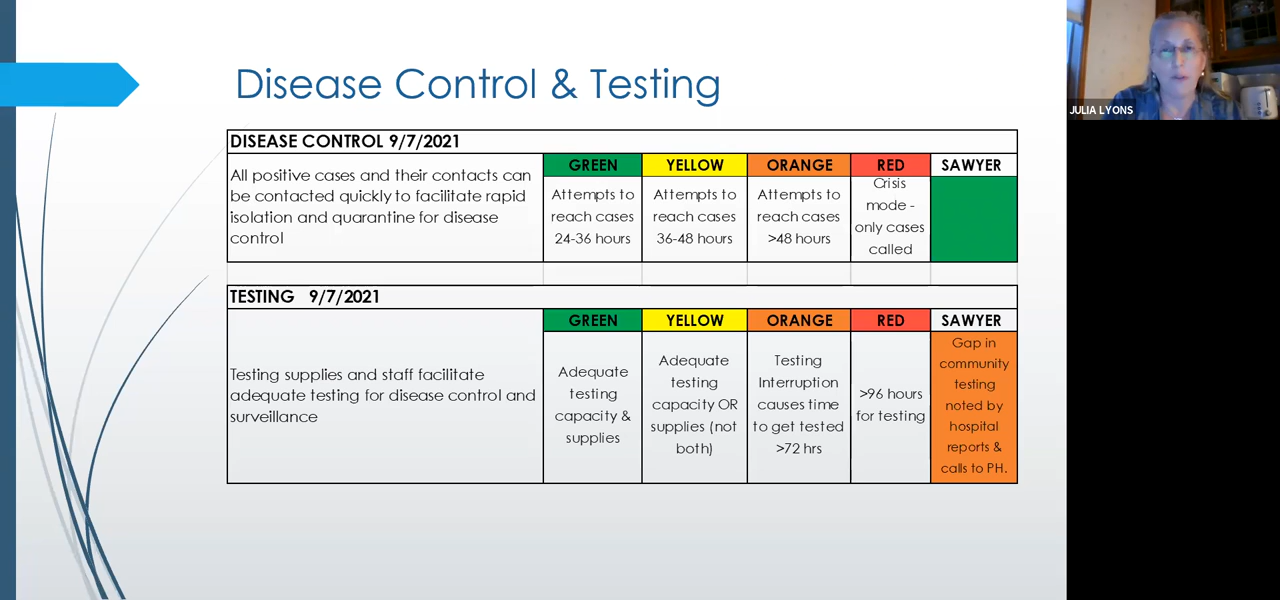 Disease Control & Testing
JULIA LYONS
DISEASE CONTROL 9/7/2021
GREEN
YELLOW
ORANGE
RED
SAWYER
All positive cases and their contacts can
be contacted quickly to facilitate rapid
isolation and quarantine for disease
control
Attempts to
reach cases
24-36 hours
Attempts to
reach cases
36-48 hours
Attempts to
reach cases
>48 hours
Crisis
mode -
only cases
called
TESTING 9/7/2021
GREEN
YELLOW
ORANGE
RED
SAWYER
Testing supplies and staff facilitate
adequate testing for disease control and
surveillance
Adequate
testing
capacity &
supplies
Adequate
testing
capacity OR
supplies (not
both)
Testing
Interruption
causes time
to get tested
>72 hrs
>96 hours
for testing
Gap in
community
testing
noted by
hospital
reports &
calls to PH.